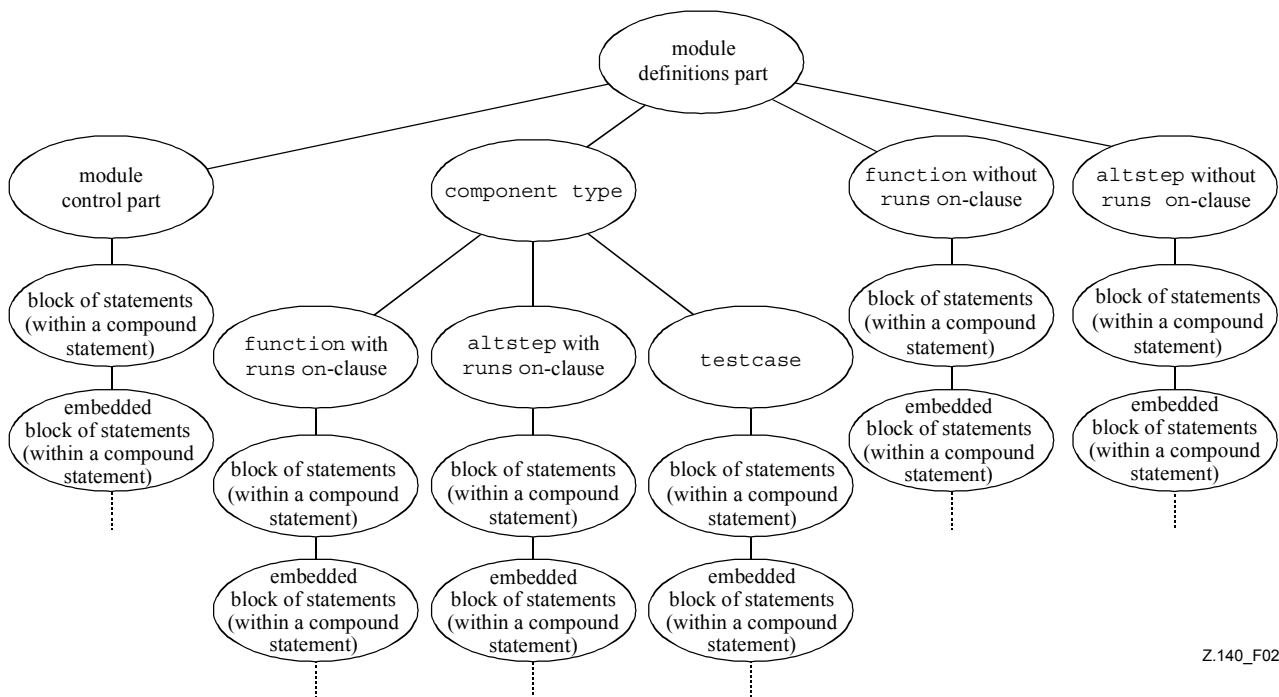 module
definitions part
module
control part
component type
function without
runs on-clause
altstep without
runs on-clause
block of statements
(within a compound
statement)
block of statements
(within a compound
statement)
block of statements
(within a compound
statement)
function with
runs on-clause
altstep with
runs on-clause
testcase
embedded
block of statements
(within a compound
statement)
embedded
block of statements
(within a compound
statement)
embedded
block of statements
(within a compound
statement)
block of statements
(within a compound
statement)
block of statements
(within a compound
statement)
block of statements
(within a compound
statement)
embedded
block of statements
(within a compound
statement)
embedded
block of statements
(within a compound
statement)
embedded
block of statements
(within a compound
statement)
Z.140_F02